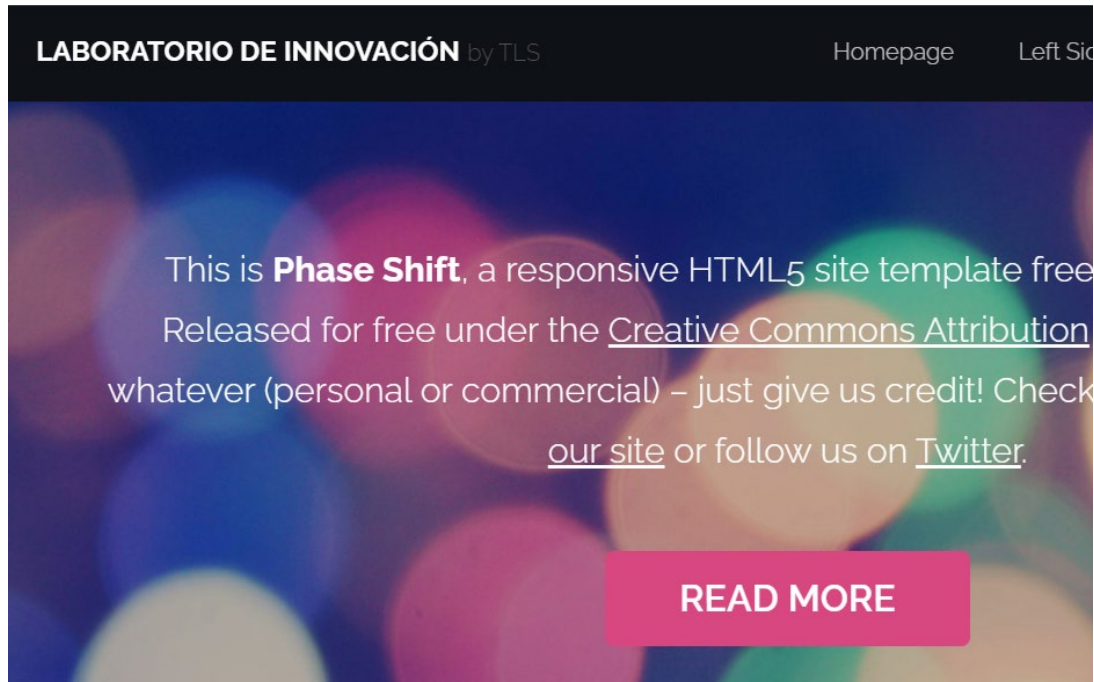 LABORATORIO DE INNOVACIÓN by TLS
Homepage
This is Phase Shift, a responsive HTML5 site template free
Released for free under the Creative Commons Attribution
whatever (personal or commercial) – just give us credit! Check
our site or follow us on Twitter.
READ MORE